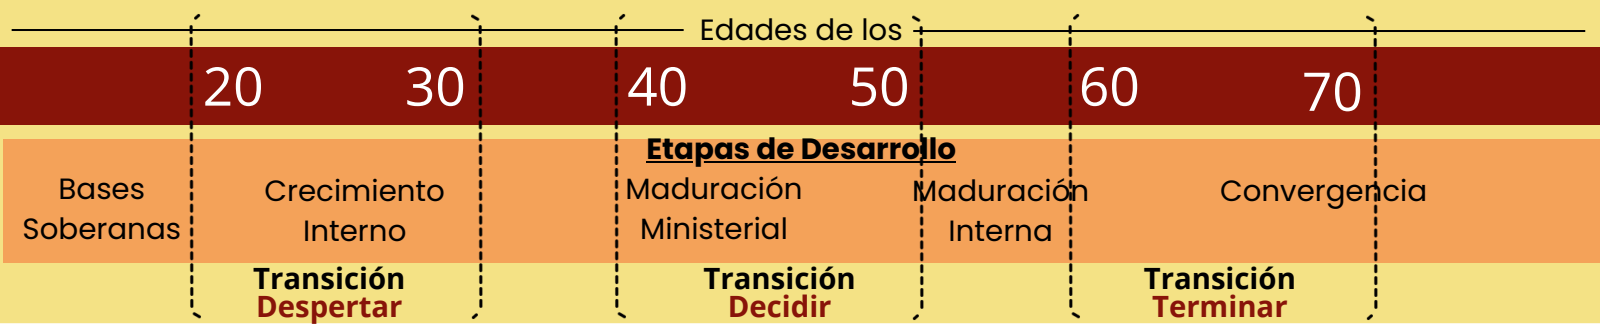 Edades de los
20 30 40 50 60 70
Etapas de Desarrollo
Bases Soberanas
Crecimiento Interno
Maduración Ministerial
Maduración Interna
Convergencia
Transición
Despertar
Transición
Decidir
Transición
Terminar